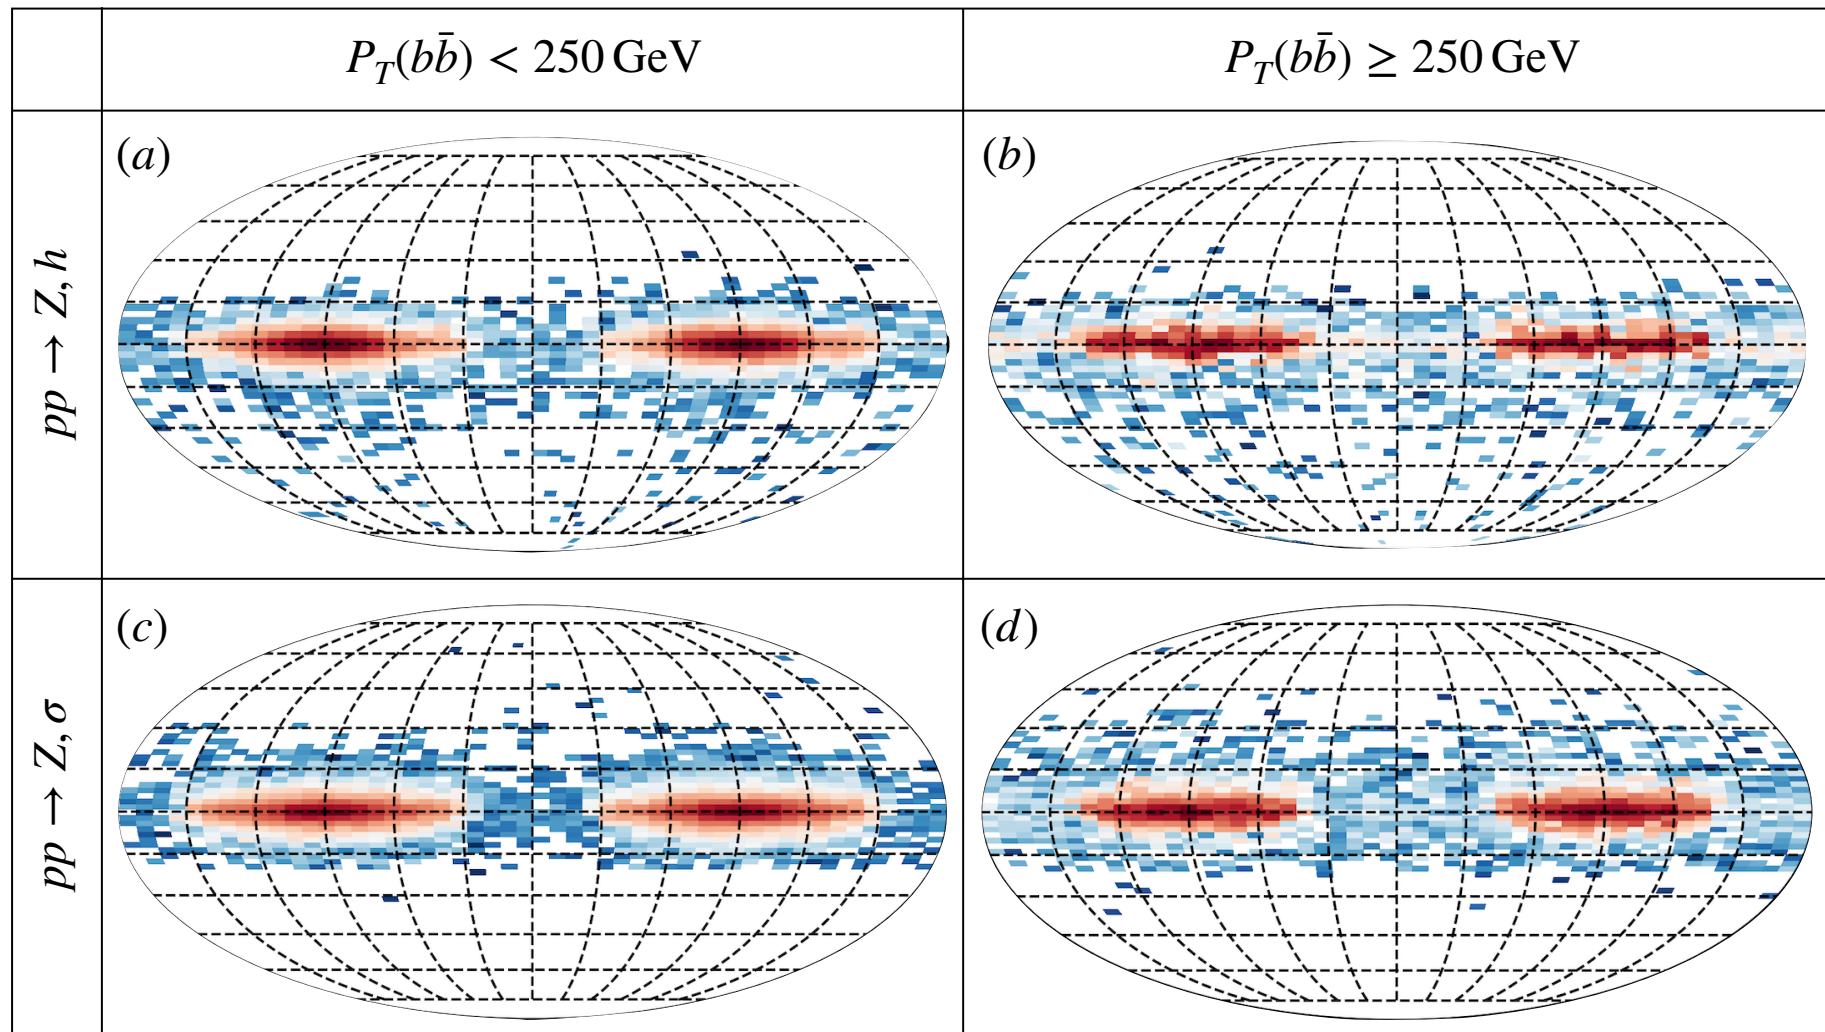 P_T(bb̄) < 250 GeV
P_T(bb̄) ≥ 250 GeV
pp → Z, h
(a)
(b)
pp → Z, σ
(c)
(d)